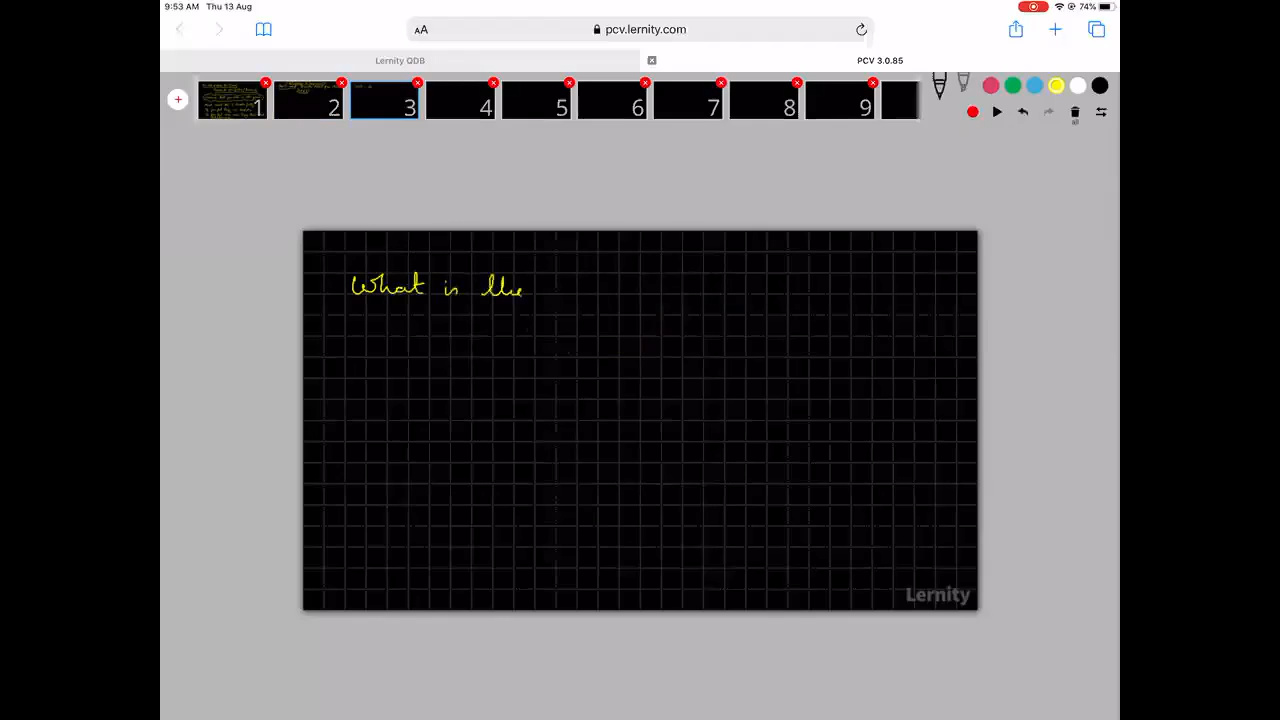 9:53 AM Thu 13 Aug
74%
AA
pcv.lernity.com
Lernity QDB
PCV 3.0.85
1
2
3
4
5
6
7
8
9
all
What is the
Lernity